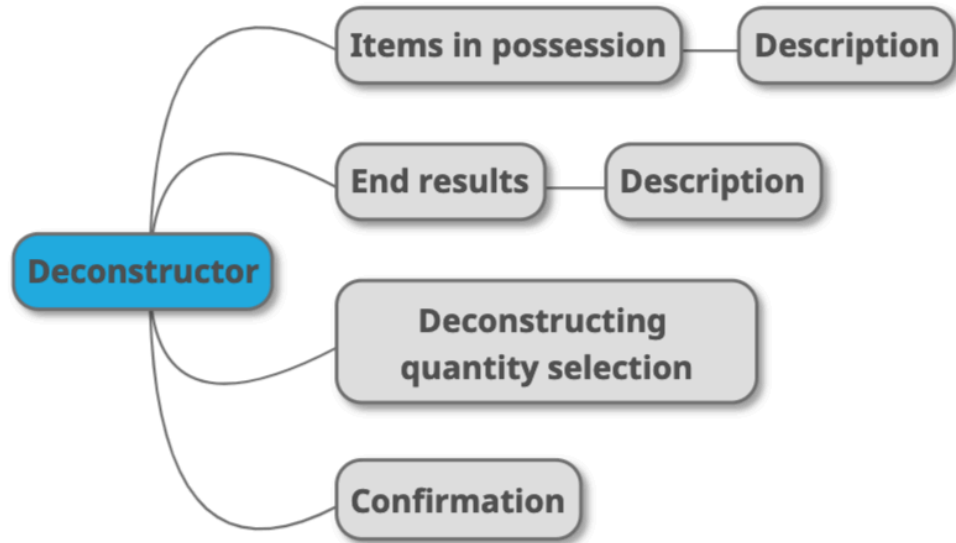 Items in possession
Description
End results
Description
Deconstructor
Deconstructing
quantity selection
Confirmation